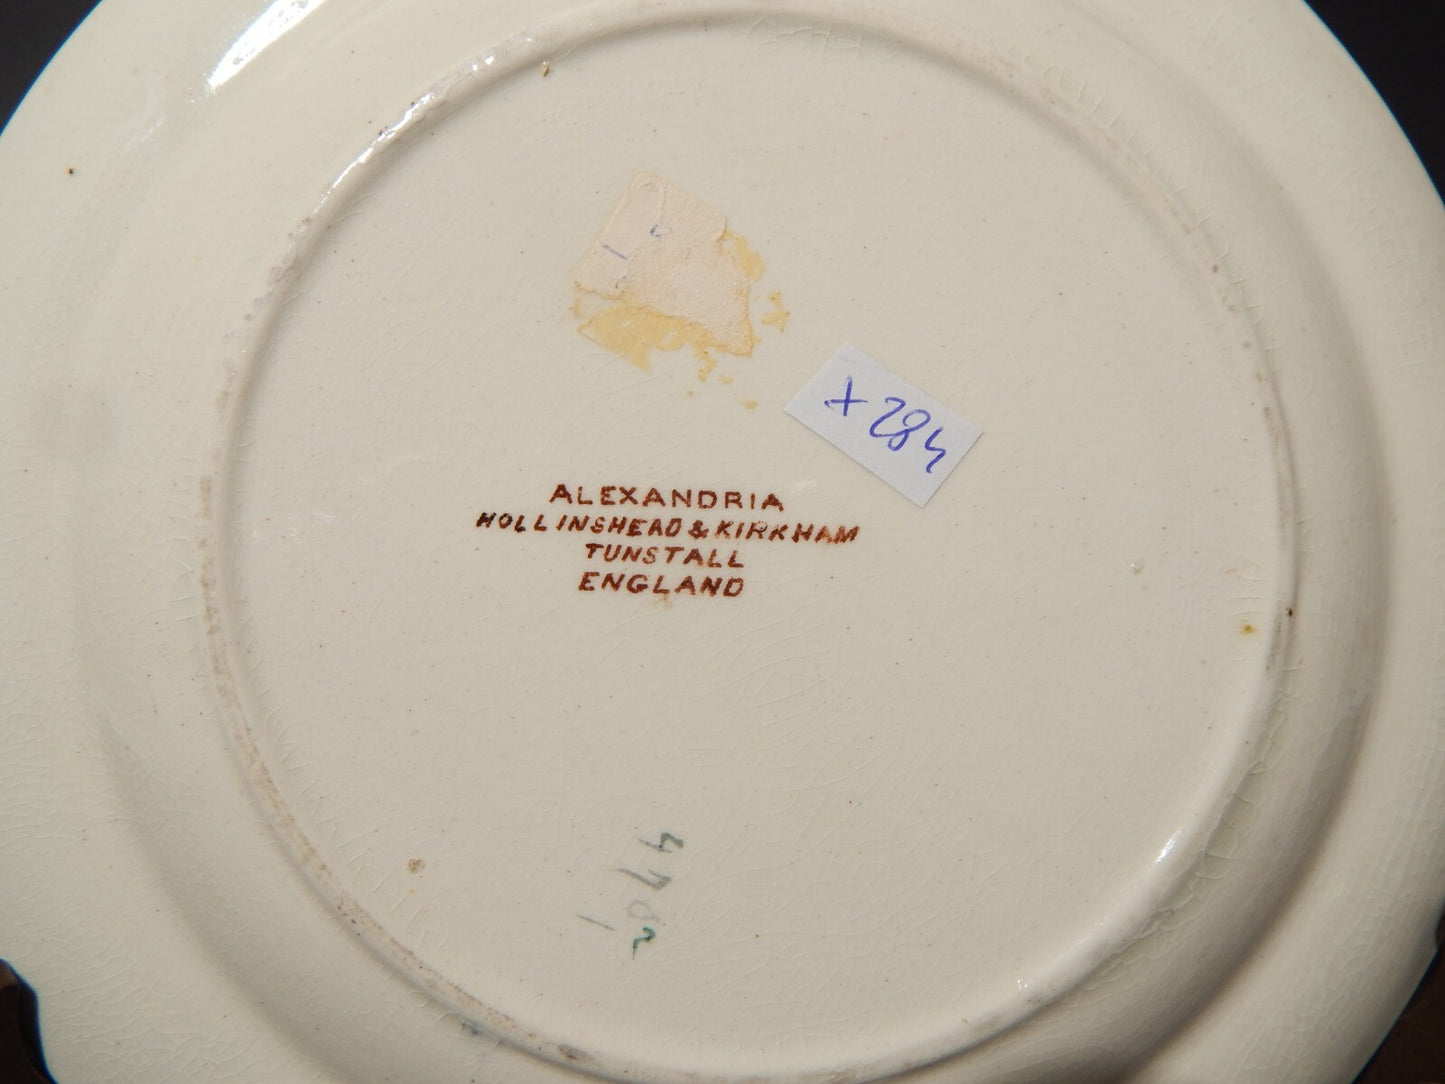 x 284
ALEXANDRIA
HOLLINSHEAD & KIRKHAM
TUNSTALL
ENGLAND